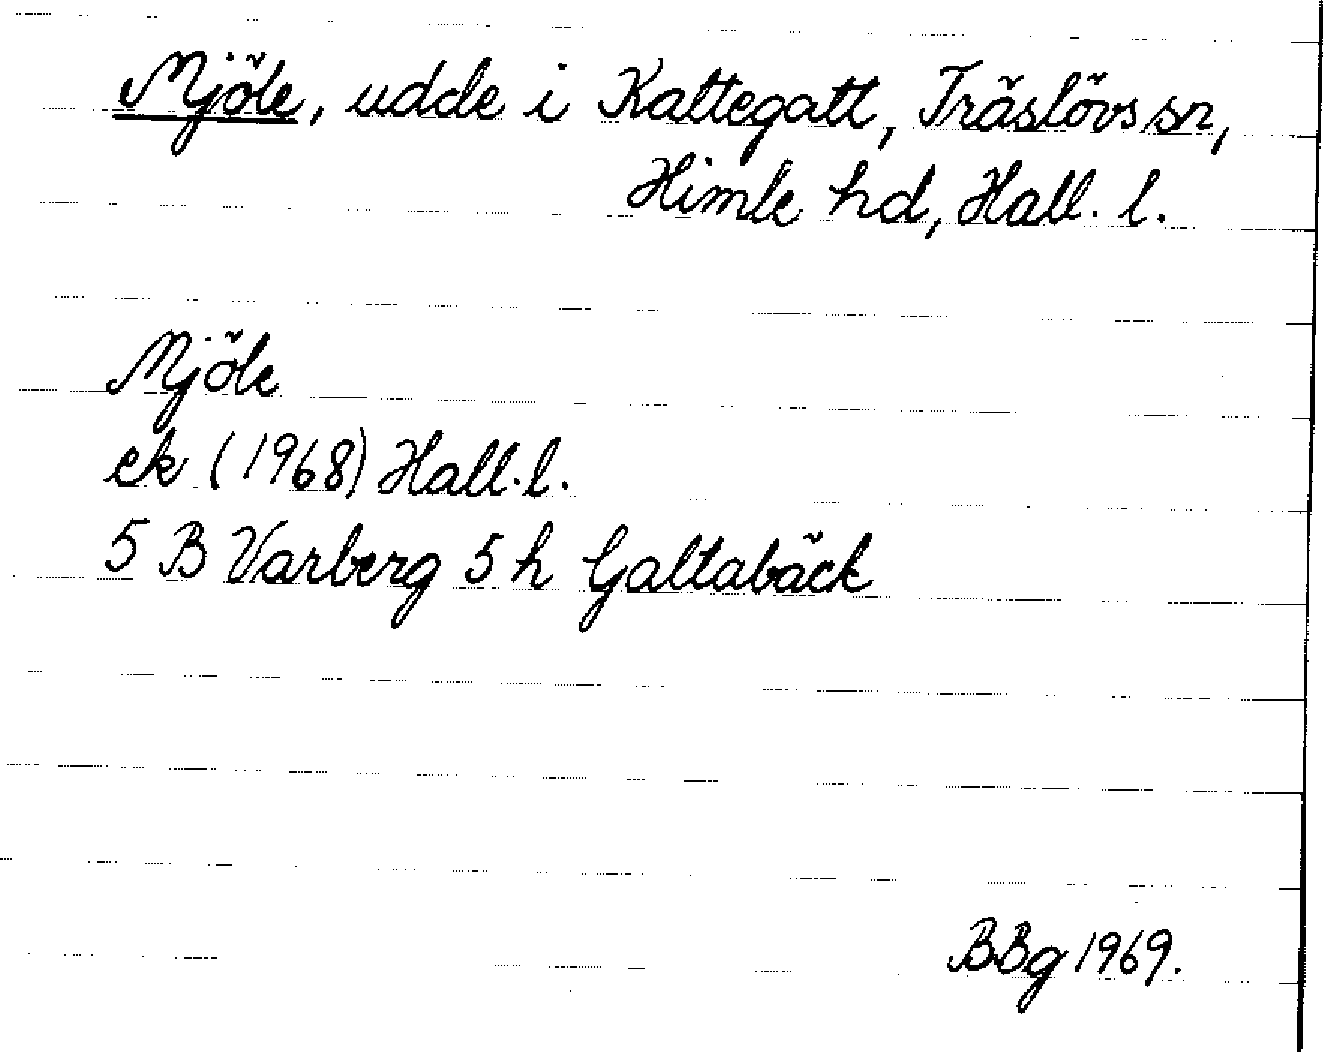 Mjöle, udde i Kattegatt, Träslövs sn,
Himle hd, Hall. l.
Mjöle
ek (1968) Hall. l.
5 B Varberg 5 h Galtabäck
BBg 1969.